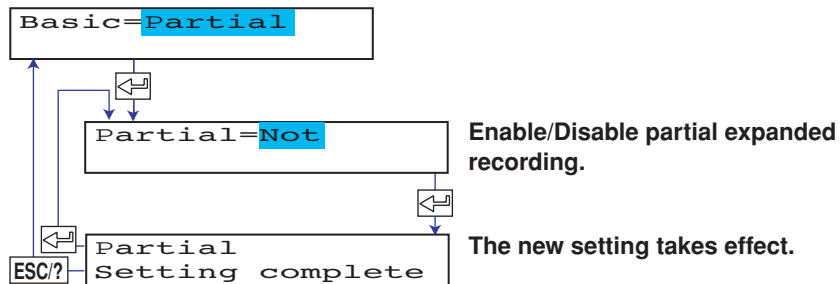 Basic=Partial
Partial=Not
Enable/Disable partial expanded
recording.
Partial
Setting complete
The new setting takes effect.
ESC/?